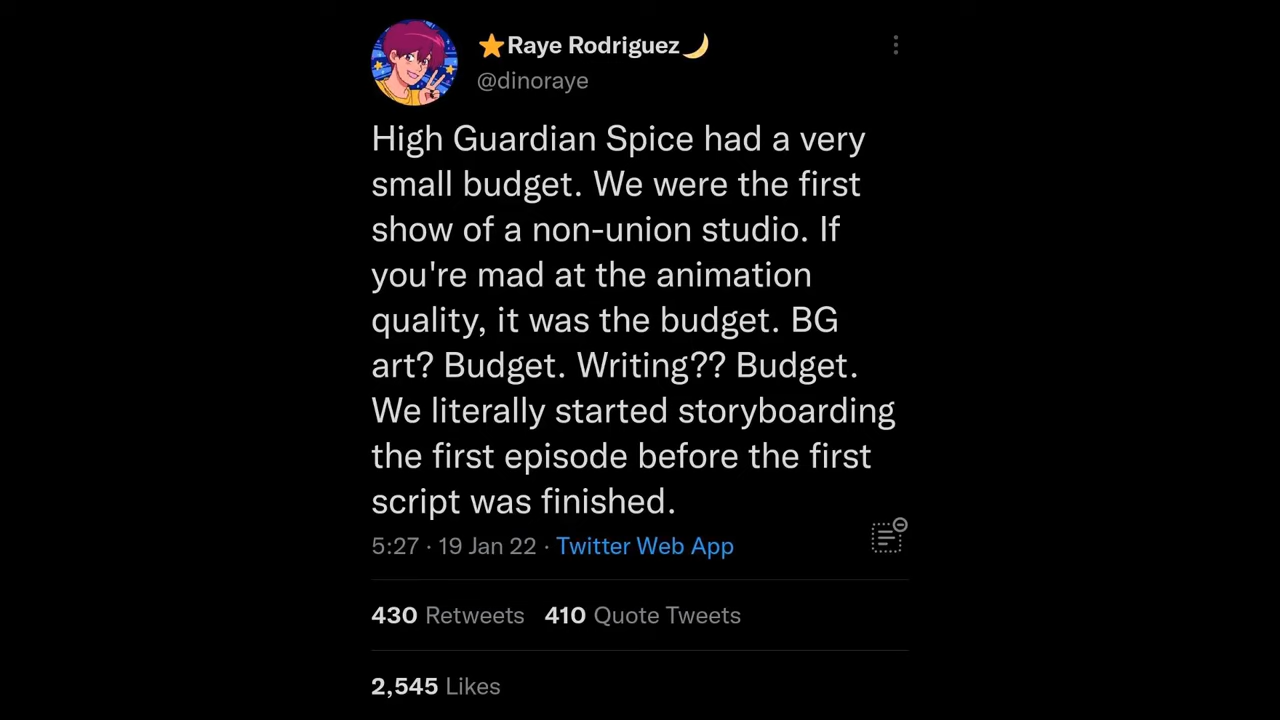 ⭐Raye Rodriguez🌙
@dinoraye
High Guardian Spice had a very
small budget. We were the first
show of a non-union studio. If
you're mad at the animation
quality, it was the budget. BG
art? Budget. Writing?? Budget.
We literally started storyboarding
the first episode before the first
script was finished.
5:27 · 19 Jan 22 · Twitter Web App
430 Retweets 410 Quote Tweets
2,545 Likes